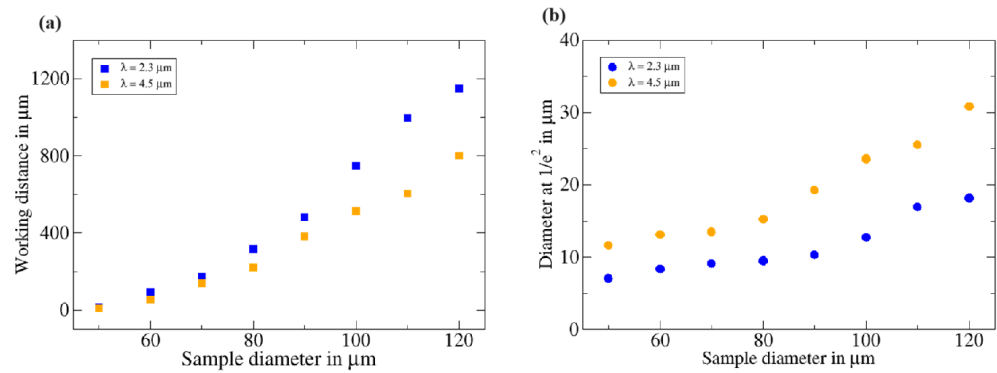 (a)
Working distance in μm
1200
800
400
0
λ = 2.3 μm
λ = 4.5 μm
60
80
100
120
Sample diameter in μm
(b)
Diameter at 1/e² in μm
40
30
20
10
0
λ = 2.3 μm
λ = 4.5 μm
60
80
100
120
Sample diameter in μm